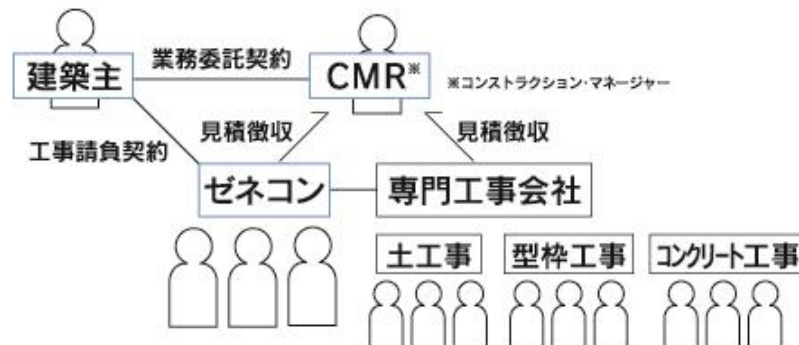 建築主
業務委託契約
CMR※
※コンストラクション・マネージャー
工事請負契約
見積徴収
見積徴収
ゼネコン
専門工事会社
土工事
型枠工事
コンクリート工事